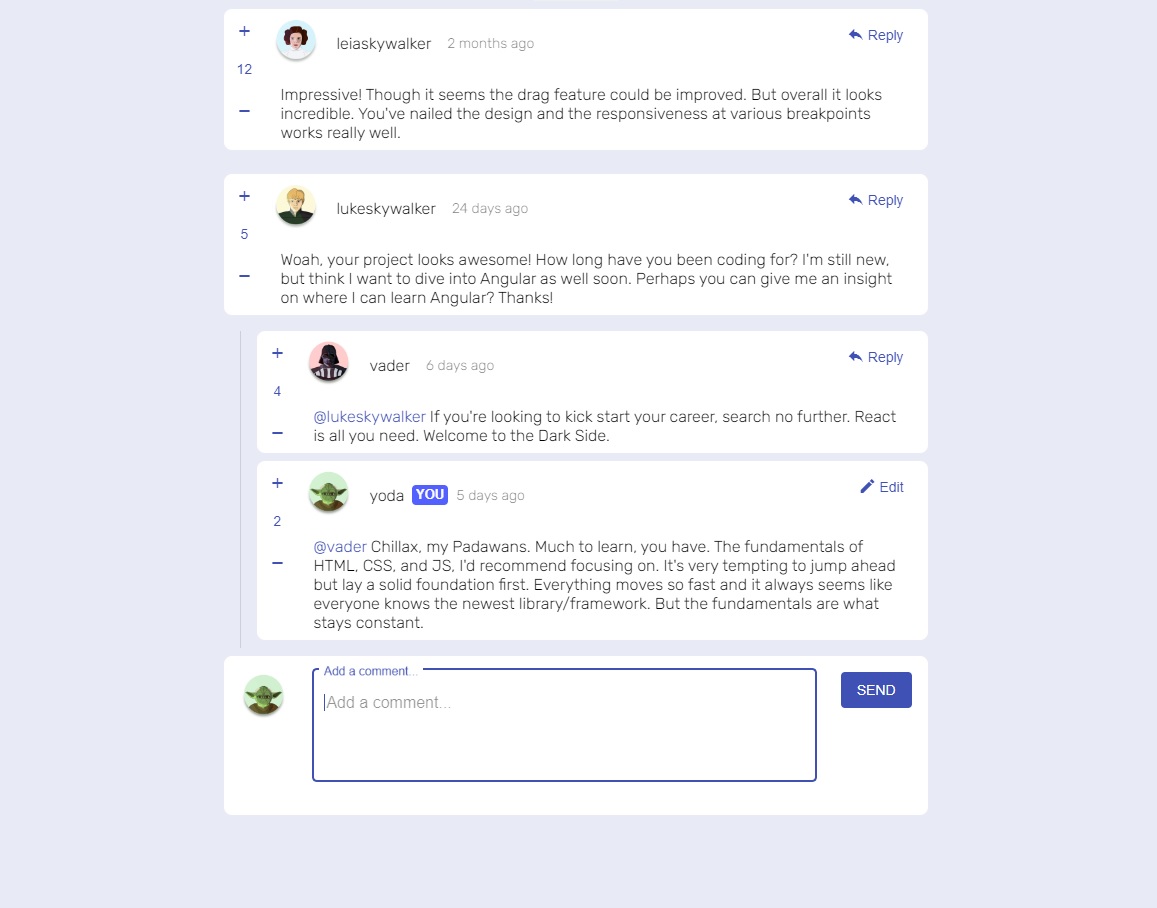 +
leiaskywalker 2 months ago Reply
12
Impressive! Though it seems the drag feature could be improved. But overall it looks
incredible. You've nailed the design and the responsiveness at various breakpoints
works really well.
−
+
lukeskywalker 24 days ago Reply
5
Woah, your project looks awesome! How long have you been coding for? I'm still new,
but think I want to dive into Angular as well soon. Perhaps you can give me an insight
on where I can learn Angular? Thanks!
−
+
vader 6 days ago Reply
4
@lukeskywalker If you're looking to kick start your career, search no further. React
is all you need. Welcome to the Dark Side.
−
+
yoda YOU 5 days ago Edit
2
@vader Chillax, my Padawans. Much to learn, you have. The fundamentals of
HTML, CSS, and JS, I'd recommend focusing on. It's very tempting to jump ahead
but lay a solid foundation first. Everything moves so fast and it always seems like
everyone knows the newest library/framework. But the fundamentals are what
stays constant.
−
Add a comment...
Add a comment...
SEND